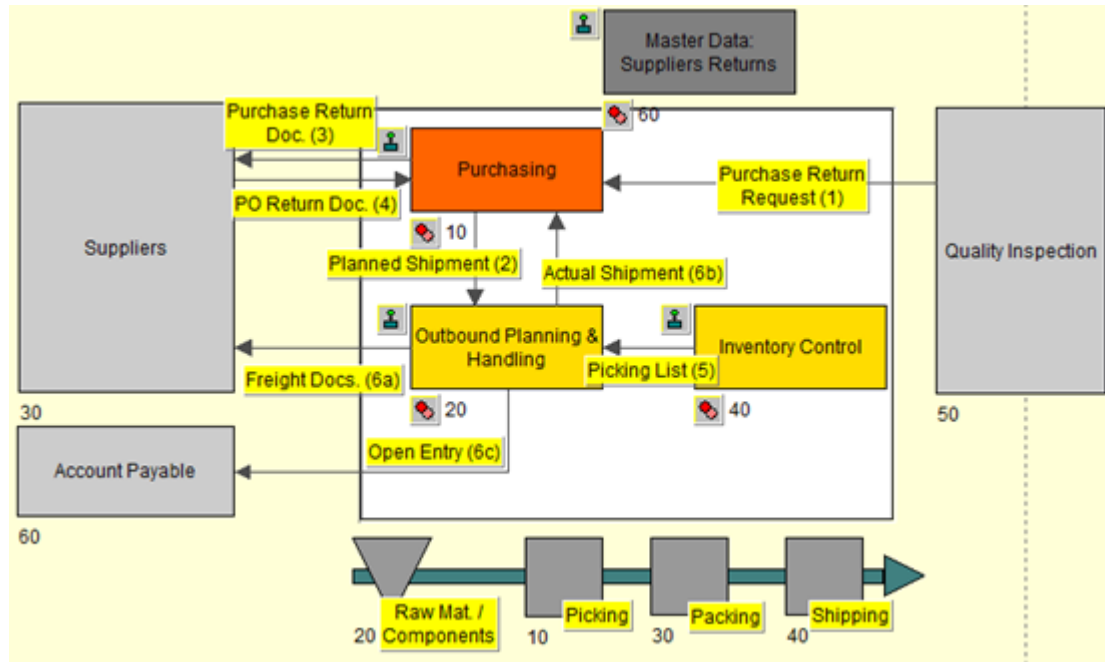 Master Data:
Suppliers Returns
60
Purchase Return
Doc. (3)
Purchasing
Purchase Return
Request (1)
PO Return Doc. (4)
Suppliers
10
Quality Inspection
Planned Shipment (2)
Actual Shipment (6b)
Outbound Planning &
Handling
Inventory Control
Picking List (5)
Freight Docs. (6a)
30
20
40
50
Open Entry (6c)
Account Payable
60
Raw Mat. /
Components
20
Picking
10
Packing
30
Shipping
40